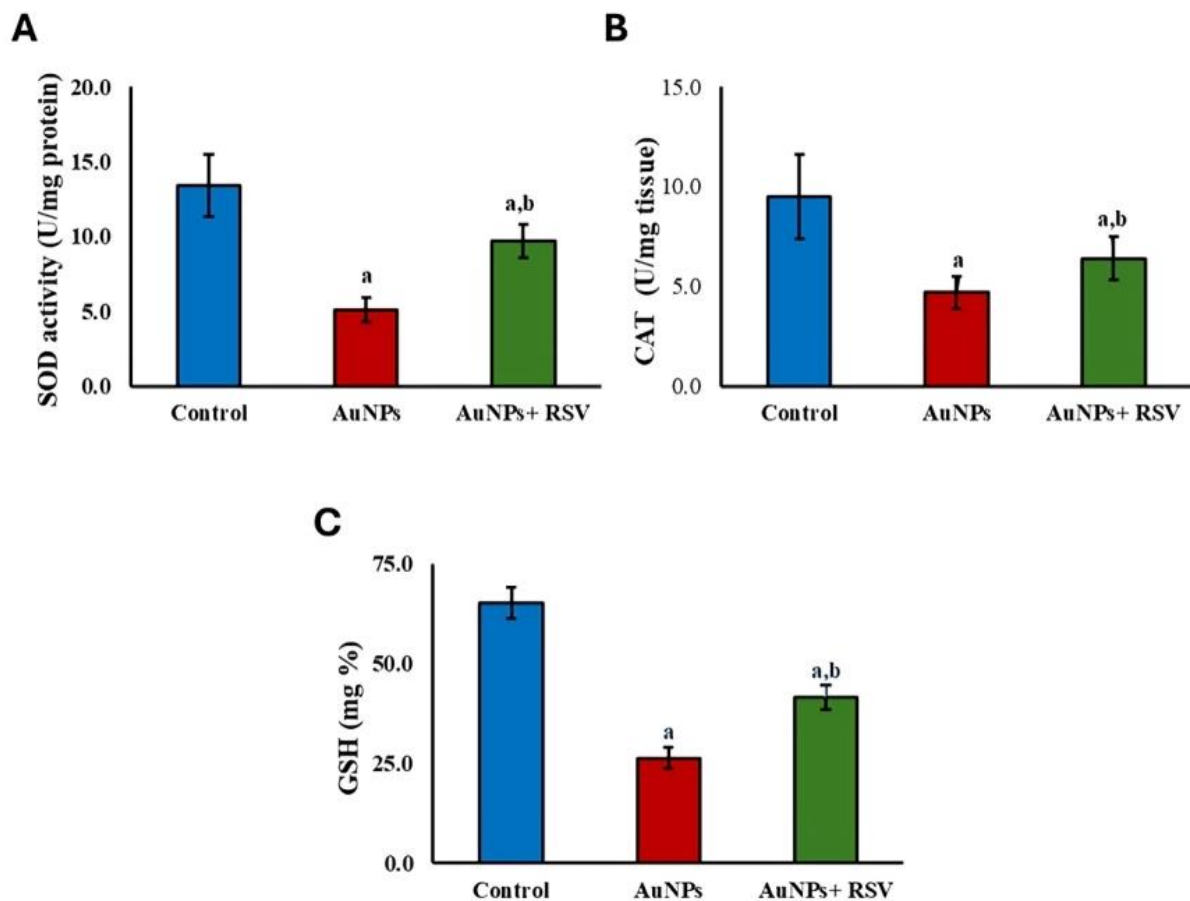 A
SOD activity (U/mg protein)
20.0
15.0
10.0
5.0
0.0
a
a,b
Control
AuNPs
AuNPs+ RSV
B
CAT (U/mg tissue)
15.0
10.0
5.0
0.0
a
a,b
Control
AuNPs
AuNPs+ RSV
C
GSH (mg %)
75.0
50.0
25.0
0.0
a
a,b
Control
AuNPs
AuNPs+ RSV